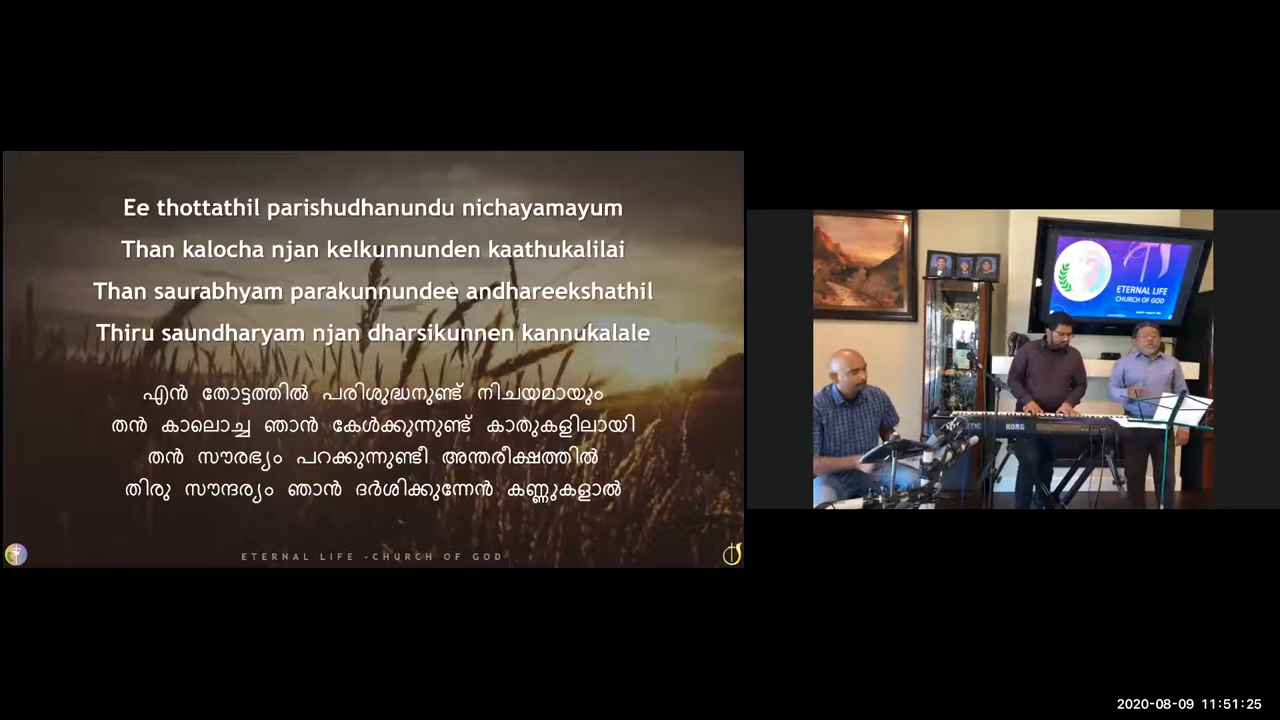 Ee thottathil parishudhanundu nichayamayum
Than kalocha njan kelkunnunden kaathukalilai
Than saurabhyam parakunnundee andhareekshathil
Thiru saundharyam njan dharsikunnen kannukalale
എൻ തോട്ടത്തിൽ പരിശുദ്ധനുണ്ട് നിചയമായും
തൻ കാലൊച്ച ഞാൻ കേൾക്കുന്നുണ്ട് കാതുകളിലായി
തൻ സൗരഭ്യം പറക്കുന്നുണ്ടീ അന്തരീക്ഷത്തിൽ
തിരു സൗന്ദര്യം ഞാൻ ദർശിക്കുന്നേൻ കണ്ണുകളാൽ
ETERNAL LIFE -CHURCH OF GOD
ETERNAL LIFE
CHURCH OF GOD
KORG
2020-08-09 11:51:25